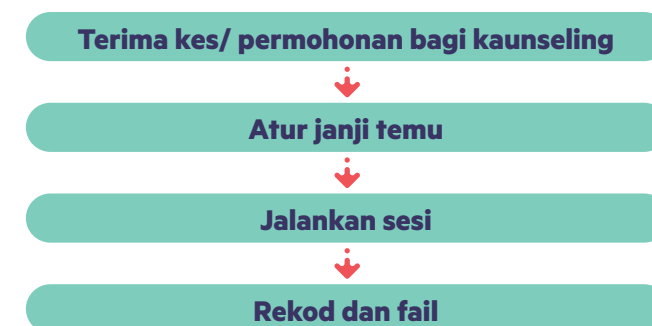 Terima kes/ permohonan bagi kaunseling
Atur janji temu
Jalankan sesi
Rekod dan fail